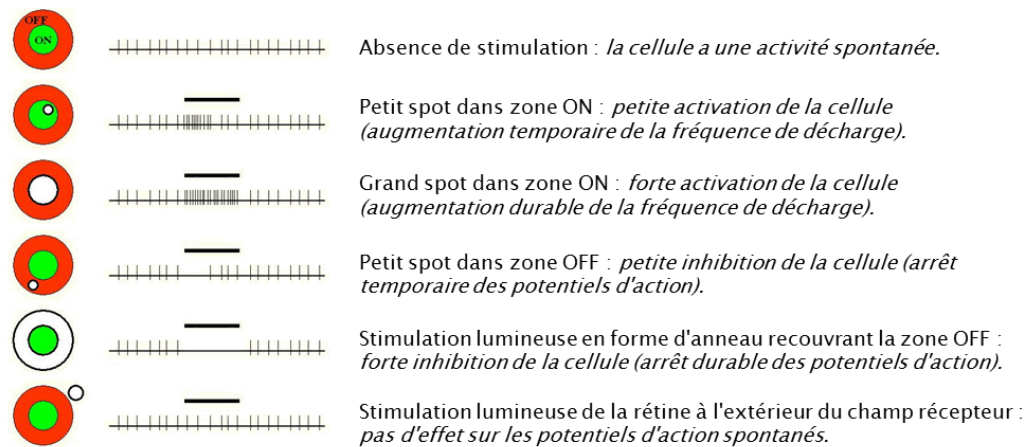 OFF
ON
Absence de stimulation : la cellule a une activité spontanée.
Petit spot dans zone ON : petite activation de la cellule
(augmentation temporaire de la fréquence de décharge).
Grand spot dans zone ON : forte activation de la cellule
(augmentation durable de la fréquence de décharge).
Petit spot dans zone OFF : petite inhibition de la cellule (arrêt
temporaire des potentiels d'action).
Stimulation lumineuse en forme d'anneau recouvrant la zone OFF :
forte inhibition de la cellule (arrêt durable des potentiels d'action).
Stimulation lumineuse de la rétine à l'extérieur du champ récepteur :
pas d'effet sur les potentiels d'action spontanés.